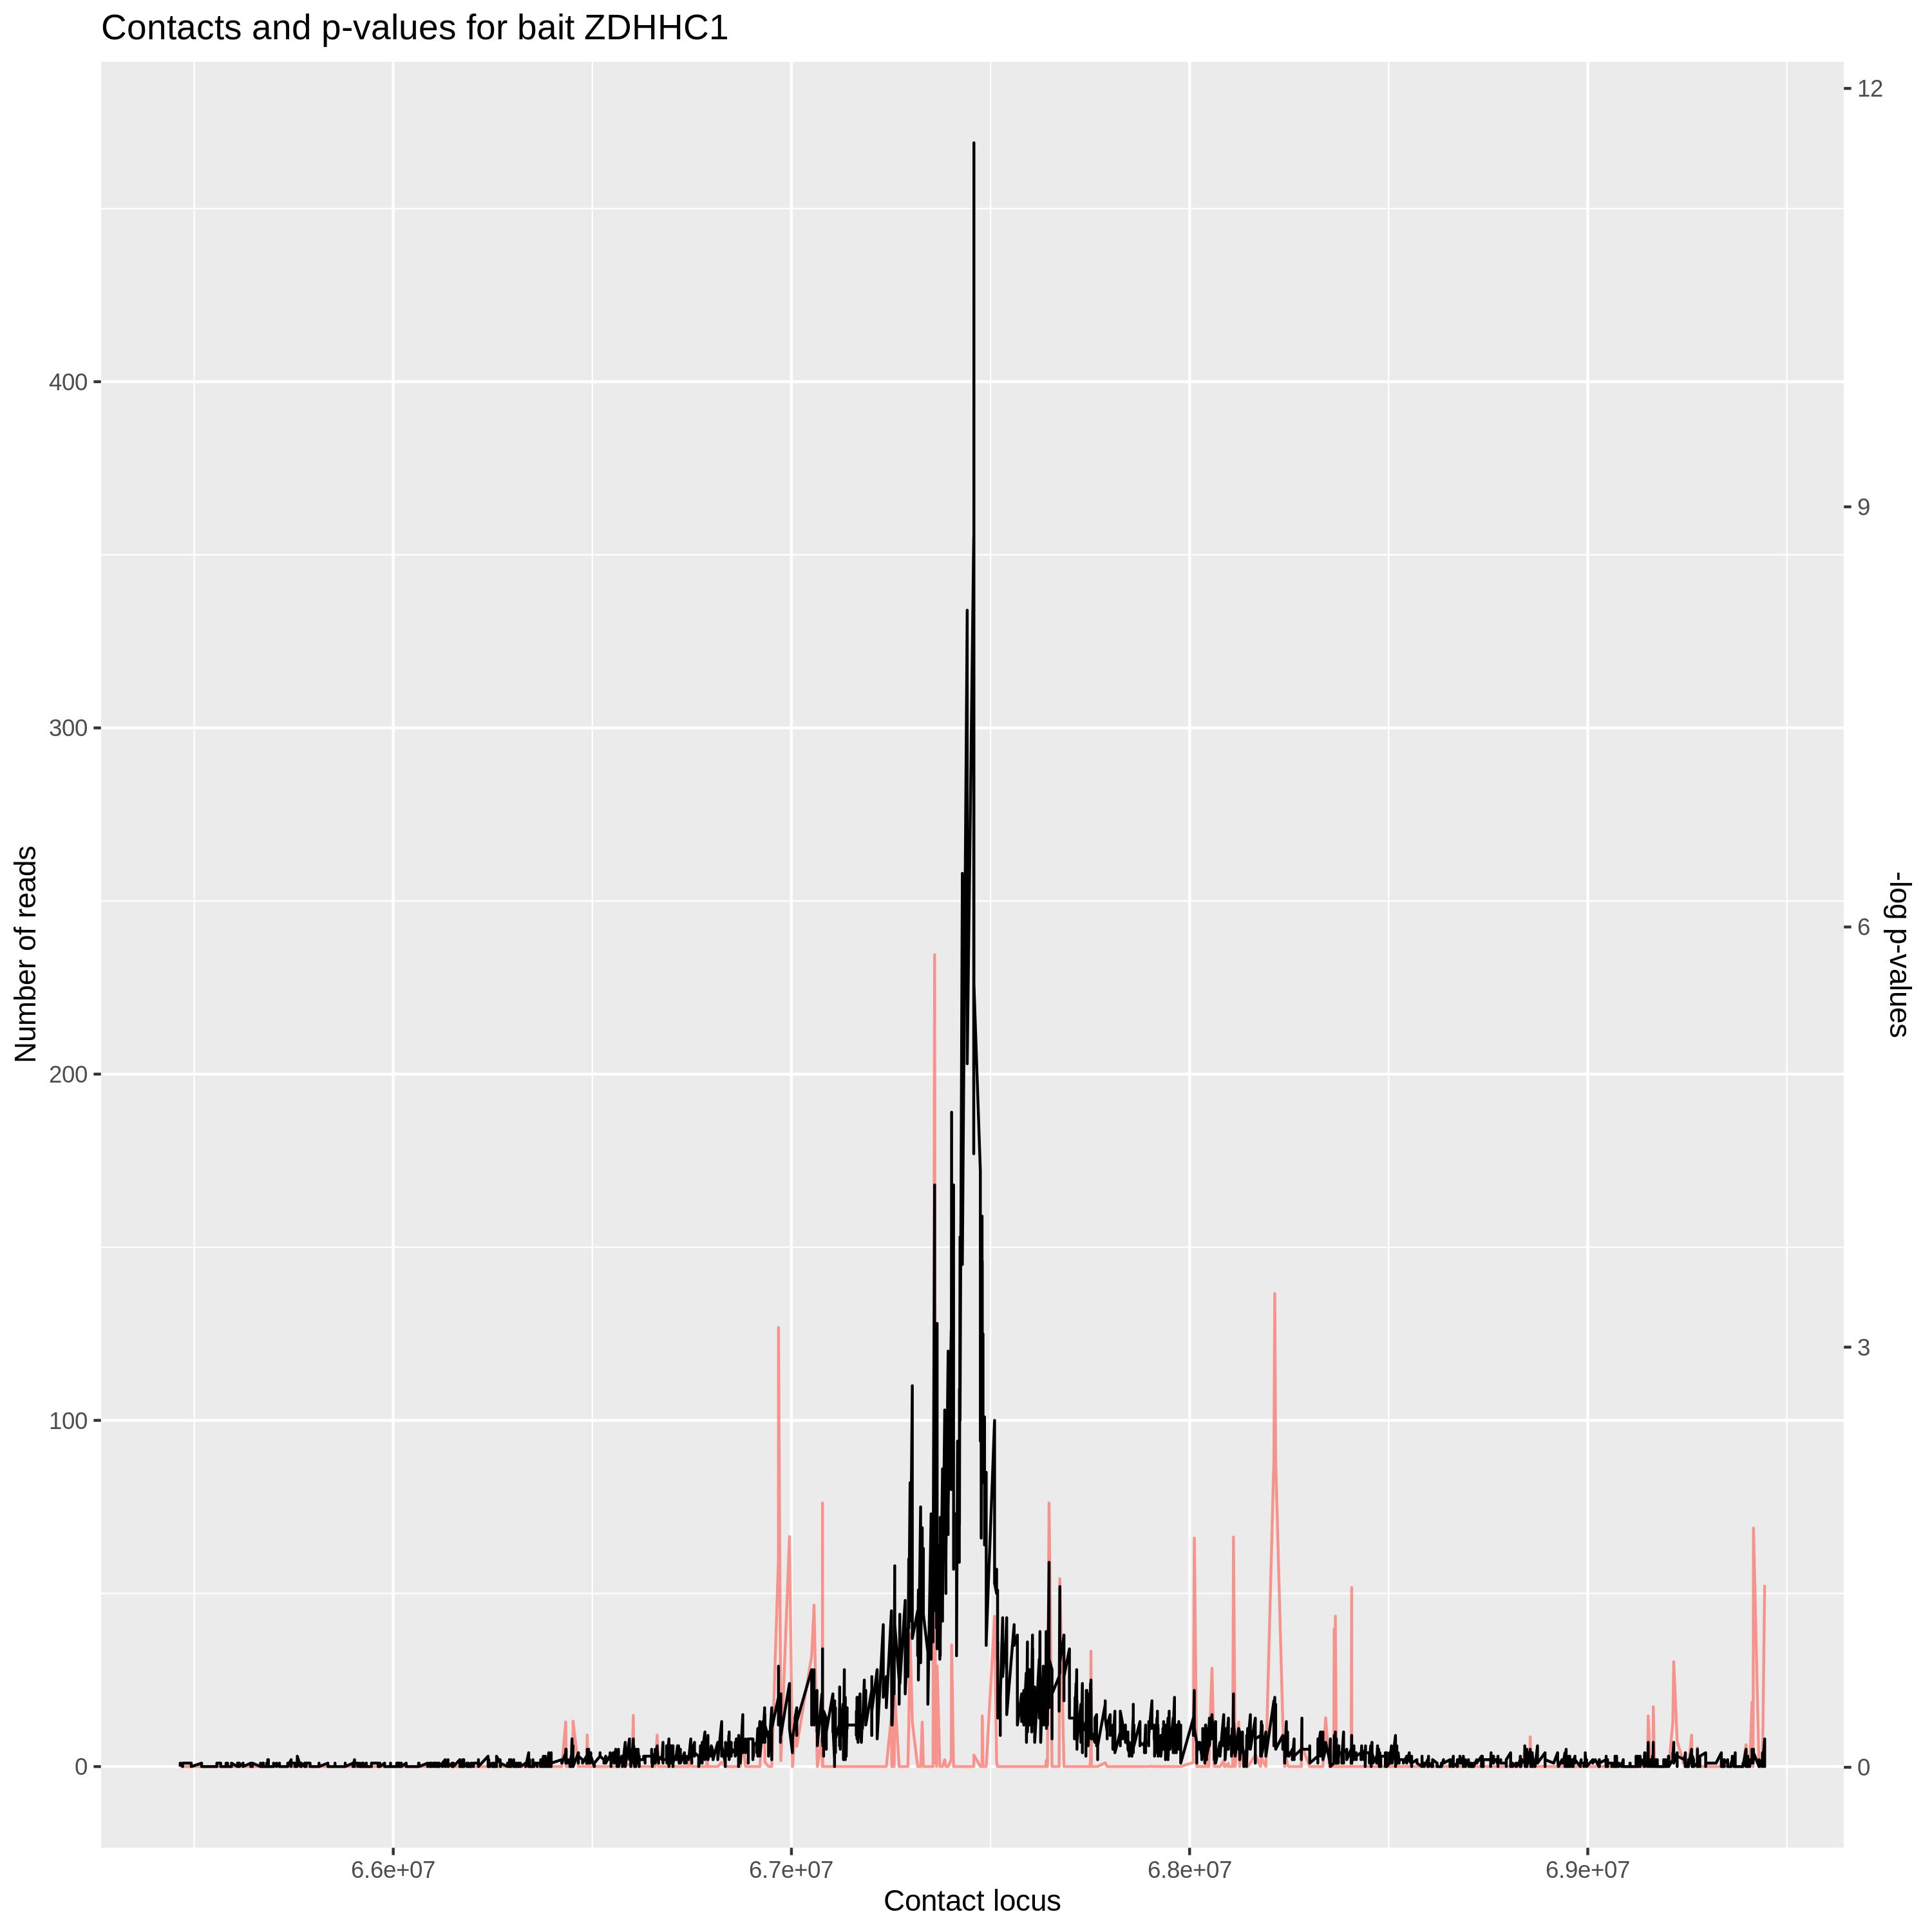 Contacts and p-values for bait ZDHHC1
12
9
6
3
0
-log p-values
400
300
200
100
0
Number of reads
6.6e+07
6.7e+07
6.8e+07
6.9e+07
Contact locus